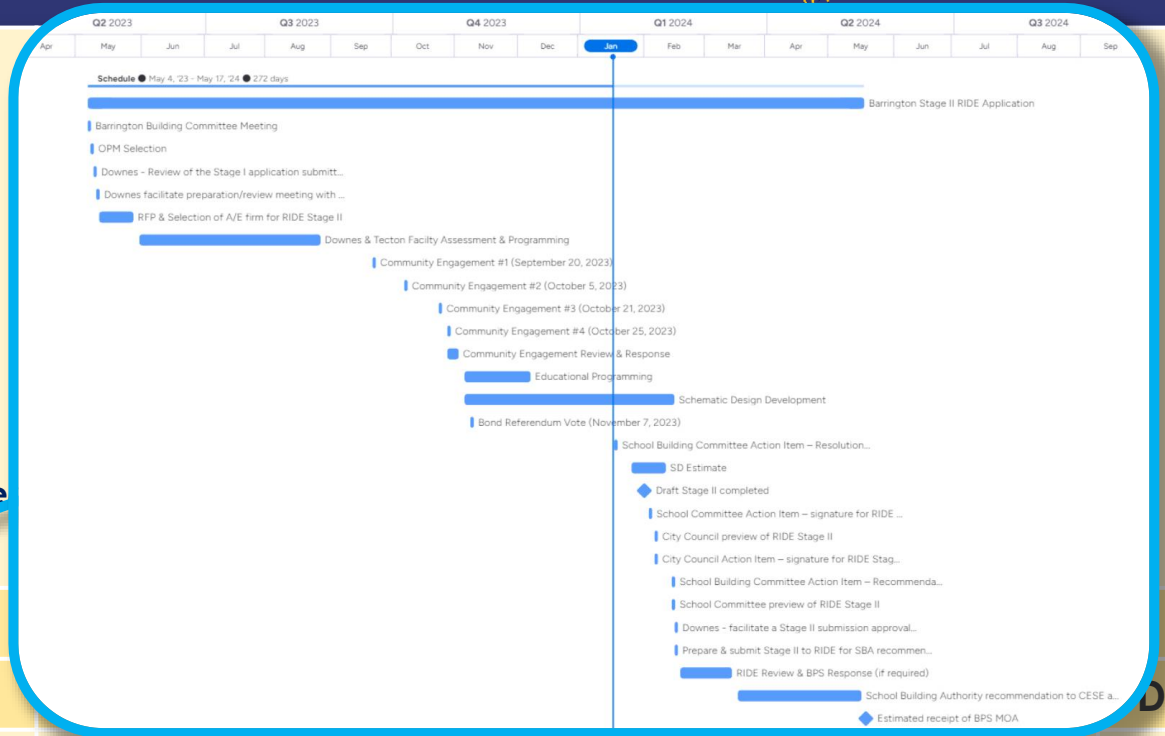 Q2 2023 Q3 2023 Q4 2023 Q1 2024 Q2 2024 Q3 2024
Apr May Jun Jul Aug Sep Oct Nov Dec Jan Feb Mar Apr May Jun Jul Aug Sep
Schedule ● May 4, '23 - May 17, '24 ● 272 days
Barrington Stage II RIDE Application
Barrington Building Committee Meeting
OPM Selection
Downes - Review of the Stage I application submitt...
Downes facilitate preparation/review meeting with ...
RFP & Selection of A/E firm for RIDE Stage II
Downes & Tecton Facilty Assessment & Programming
Community Engagement #1 (September 20, 2023)
Community Engagement #2 (October 5, 2023)
Community Engagement #3 (October 21, 2023)
Community Engagement #4 (October 25, 2023)
Community Engagement Review & Response
Educational Programming
Schematic Design Development
Bond Referendum Vote (November 7, 2023)
School Building Committee Action Item – Resolution...
SD Estimate
e
Draft Stage II completed
School Committee Action Item – signature for RIDE ...
City Council preview of RIDE Stage II
City Council Action Item – signature for RIDE Stag...
School Building Committee Action Item – Recommenda...
School Committee preview of RIDE Stage II
Downes - facilitate a Stage II submission approval...
Prepare & submit Stage II to RIDE for SBA recommen...
RIDE Review & BPS Response (if required)
School Building Authority recommendation to CESE a...
D
Estimated receipt of BPS MOA